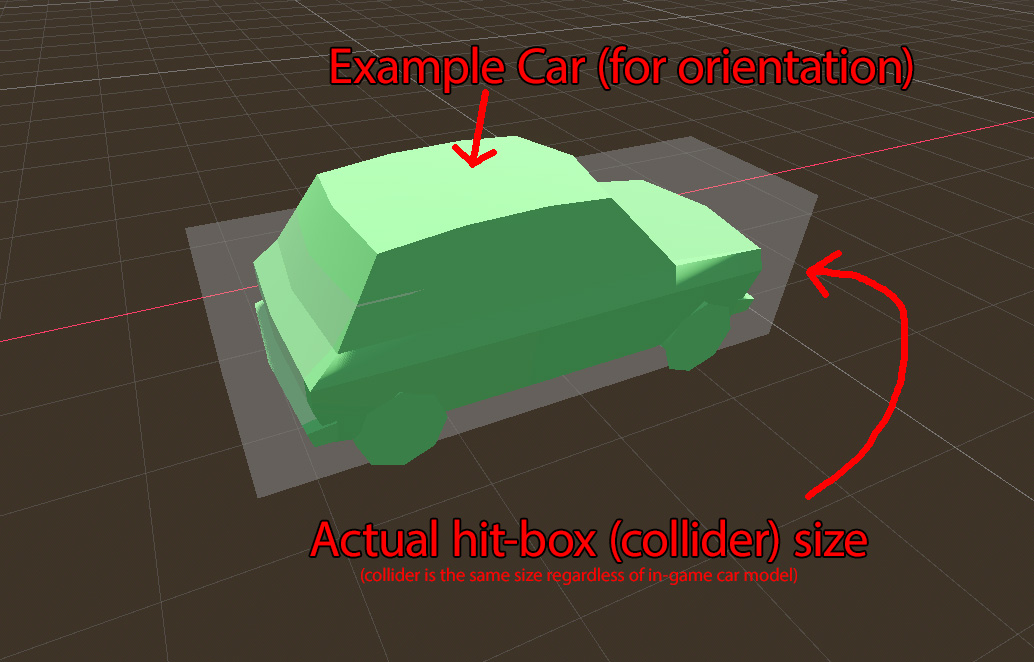 Example Car (for orientation)
Actual hit-box (collider) size
(collider is the same size regardless of in-game car model)